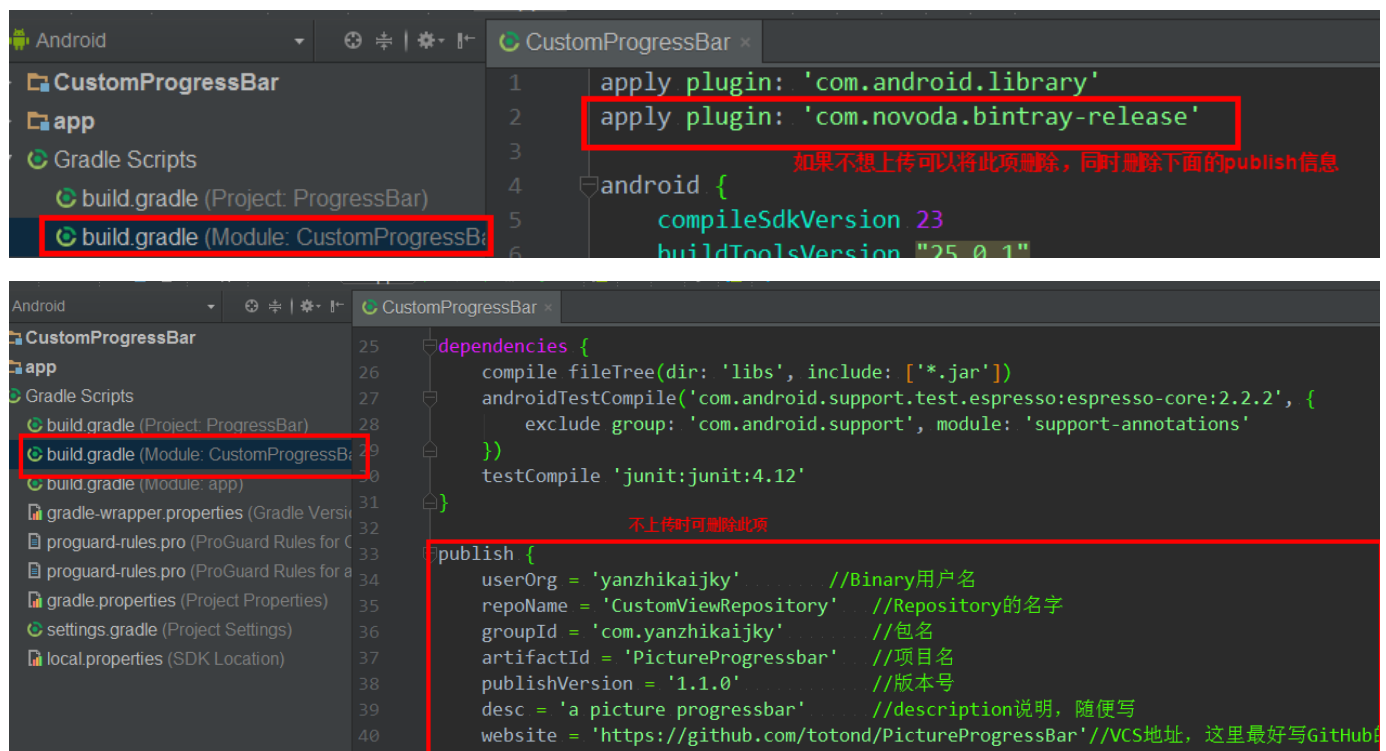 Android
CustomProgressBar
CustomProgressBar
app
Gradle Scripts
build.gradle (Project: ProgressBar)
build.gradle (Module: CustomProgressBa
1 apply plugin: 'com.android.library'
2 apply plugin: 'com.novoda.bintray-release'
3
如果不想上传可以将此项删除，同时删除下面的publish信息
4 android {
5 compileSdkVersion 23
6 buildToolsVersion "25.0.1"
Android
CustomProgressBar
CustomProgressBar
app
Gradle Scripts
build.gradle (Project: ProgressBar)
build.gradle (Module: CustomProgressBa
build.gradle (Module: app)
gradle-wrapper.properties (Gradle Versi
proguard-rules.pro (ProGuard Rules for C
proguard-rules.pro (ProGuard Rules for a
gradle.properties (Project Properties)
settings.gradle (Project Settings)
local.properties (SDK Location)
25 dependencies {
26 compile fileTree(dir: 'libs', include: ['*.jar'])
27 androidTestCompile('com.android.support.test.espresso:espresso-core:2.2.2', {
28 exclude group: 'com.android.support', module: 'support-annotations'
29 })
30 testCompile 'junit:junit:4.12'
31 }
32
不上传时可删除此项
33 publish {
34 userOrg = 'yanzhikaijky' //Binary用户名
35 repoName = 'CustomViewRepository' //Repository的名字
36 groupId = 'com.yanzhikaijky' //包名
37 artifactId = 'PictureProgressbar' //项目名
38 publishVersion = '1.1.0' //版本号
39 desc = 'a picture progressbar' //description说明，随便写
40 website = 'https://github.com/totond/PictureProgressBar'//VCS地址，这里最好写GitHub的